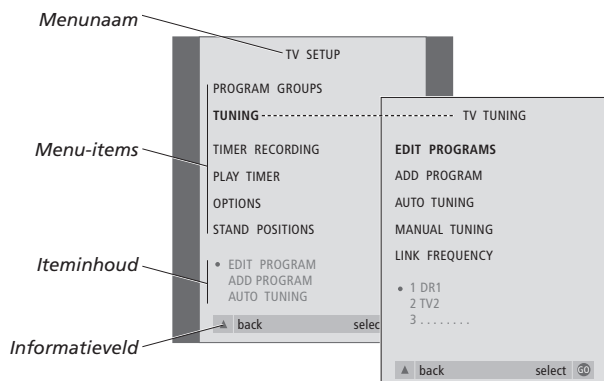 Menunaam
TV SETUP
PROGRAM GROUPS
TUNING
Menu-items
TIMER RECORDING
PLAY TIMER
OPTIONS
STAND POSITIONS
Iteminhoud
• EDIT PROGRAM
ADD PROGRAM
AUTO TUNING
Informatieveld
▲ back selec
TV TUNING
EDIT PROGRAMS
ADD PROGRAM
AUTO TUNING
MANUAL TUNING
LINK FREQUENCY
• 1 DR1
2 TV2
3 . . . . . . . .
▲ back select GO